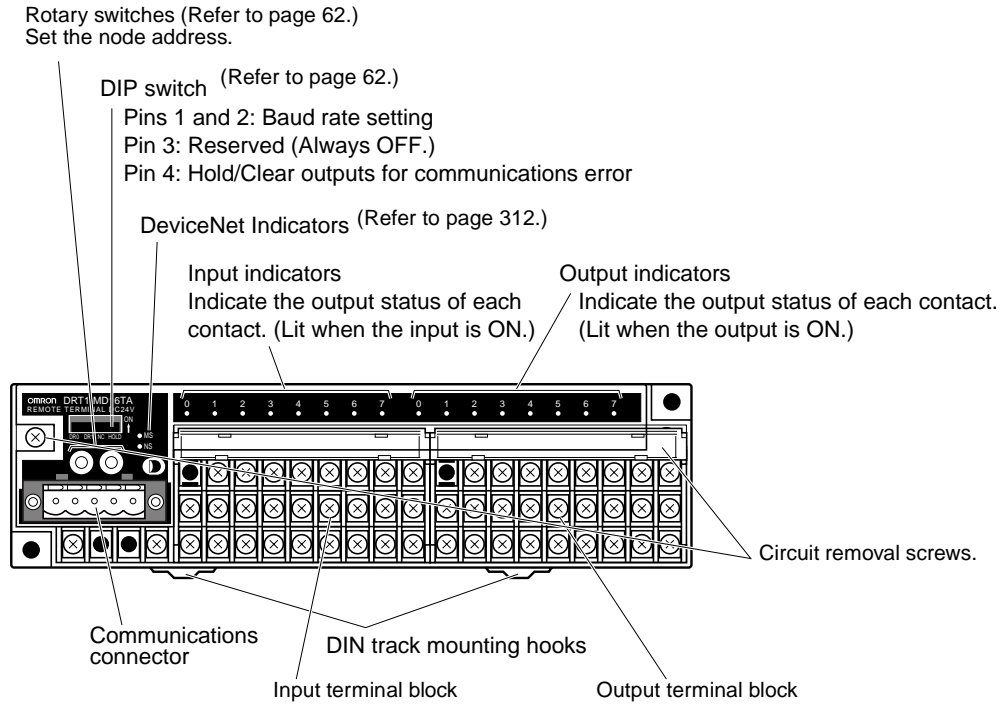 Rotary switches (Refer to page 62.)
Set the node address.
DIP switch (Refer to page 62.)
Pins 1 and 2: Baud rate setting
Pin 3: Reserved (Always OFF.)
Pin 4: Hold/Clear outputs for communications error
DeviceNet Indicators (Refer to page 312.)
Input indicators
Indicate the output status of each
contact. (Lit when the input is ON.)
Output indicators
Indicate the output status of each contact.
(Lit when the output is ON.)
OMRON DRT1-MD16TA
REMOTE TERMINAL DC24V
0 1 2 3 4 5 6 7 0 1 2 3 4 5 6 7
ON
DR0 DR1 NC HOLD
MS
NS
Circuit removal screws.
Communications
connector
DIN track mounting hooks
Input terminal block
Output terminal block